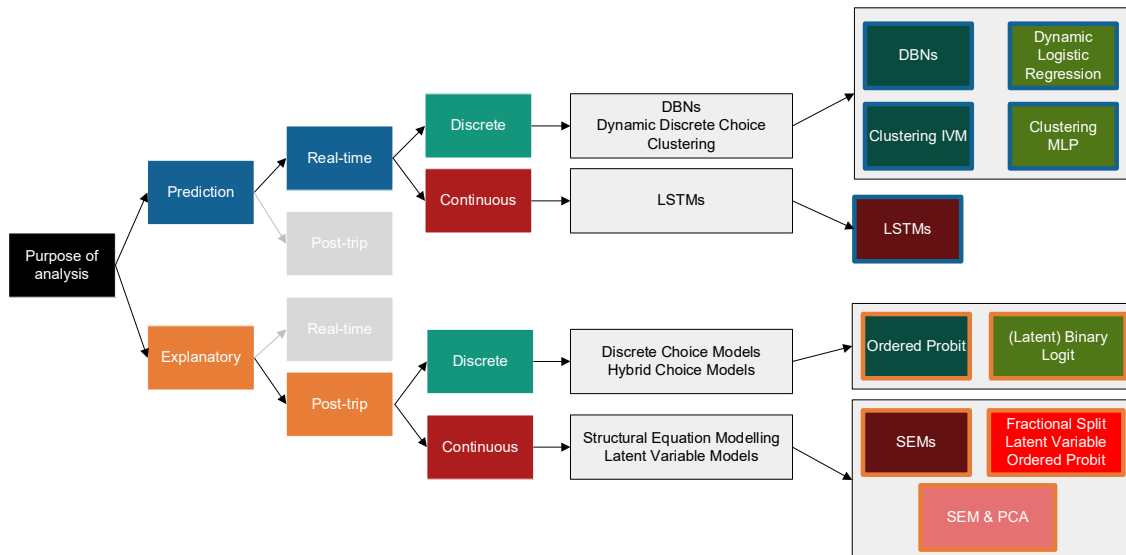 Purpose of
analysis
Prediction
Explanatory
Real-time
Post-trip
Real-time
Post-trip
Discrete
Continuous
Discrete
Continuous
DBNs
Dynamic Discrete Choice
Clustering
LSTMs
Discrete Choice Models
Hybrid Choice Models
Structural Equation Modelling
Latent Variable Models
DBNs
Dynamic
Logistic
Regression
Clustering IVM
Clustering
MLP
LSTMs
Ordered Probit
(Latent) Binary
Logit
SEMs
Fractional Split
Latent Variable
Ordered Probit
SEM & PCA